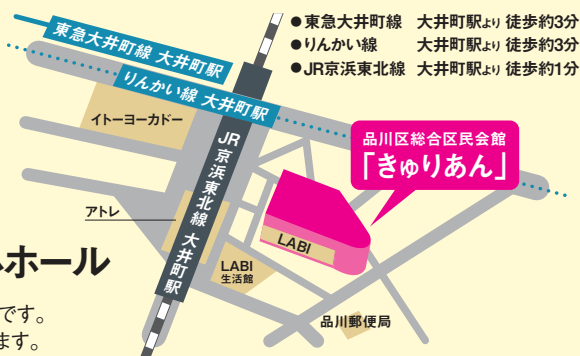 ●東急大井町線 大井町駅より 徒歩約3分
●りんかい線 大井町駅より 徒歩約3分
●JR京浜東北線 大井町駅より 徒歩約1分
東急大井町線 大井町駅
りんかい線 大井町駅
イトーヨーカドー
JR京浜東北線 大井町駅
品川区総合区民会館
「きゅりあん」
アトレ
LABI
LABI
生活館
品川郵便局
ホール
です。
ます。